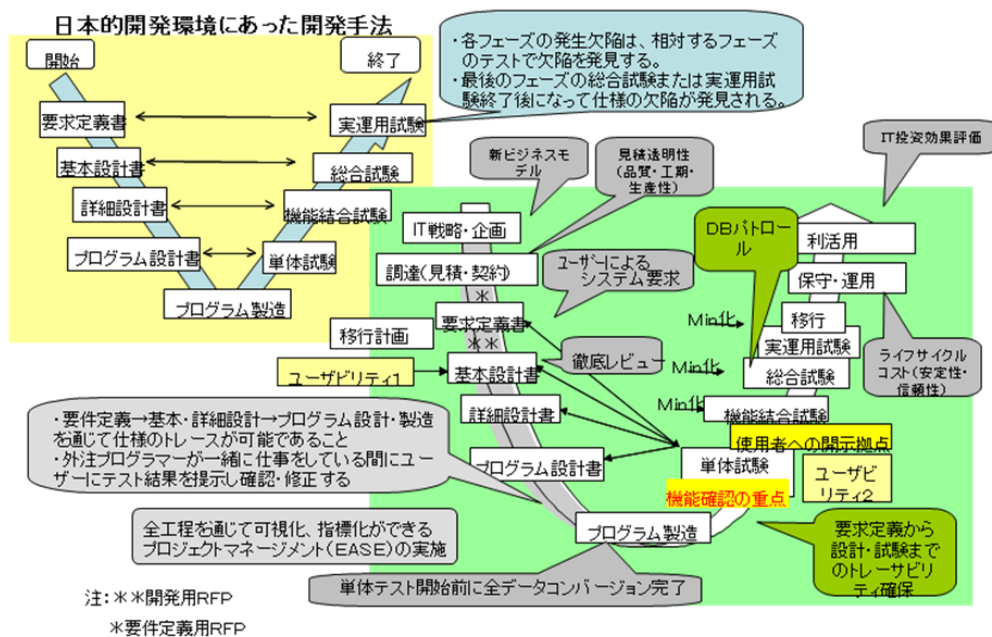 日本的開発環境にあった開発手法
開始
終了
要求定義書
実運用試験
基本設計書
総合試験
詳細設計書
機能結合試験
プログラム設計書
単体試験
プログラム製造
・各フェーズの発生欠陥は、相対するフェーズ
のテストで欠陥を発見する。
・最後のフェーズの総合試験または実運用試
験終了後になって仕様の欠陥が発見される。
新ビジネスモ
デル
見積透明性
(品質・工期・
生産性)
IT投資効果評価
IT戦略・企画
調達(見積・契約)
*
要求定義書
**
移行計画
ユーザビリティ1
基本設計書
詳細設計書
プログラム設計書
プログラム製造
ユーザーによる
システム要求
徹底レビュー
DBパトロー
ル
利活用
保守・運用
Min化
移行
実運用試験
Min化
総合試験
Min化
機能結合試験
ライフサイクル
コスト(安定性・
信頼性)
使用者への開示拠点
単体試験
ユーザビ
リティ2
機能確認の重点
・要件定義→基本・詳細設計→プログラム設計・製造
を通じて仕様のトレースが可能であること
・外注プログラマーが一緒に仕事をしている間にユー
ザーにテスト結果を提示し確認・修正する
全工程を通じて可視化、指標化ができる
プロジェクトマネージメント(EASE)の実施
単体テスト開始前に全データコンバージョン完了
要求定義から
設計・試験まで
のトレーサビリ
ティ確保
注:**開発用RFP
*要件定義用RFP